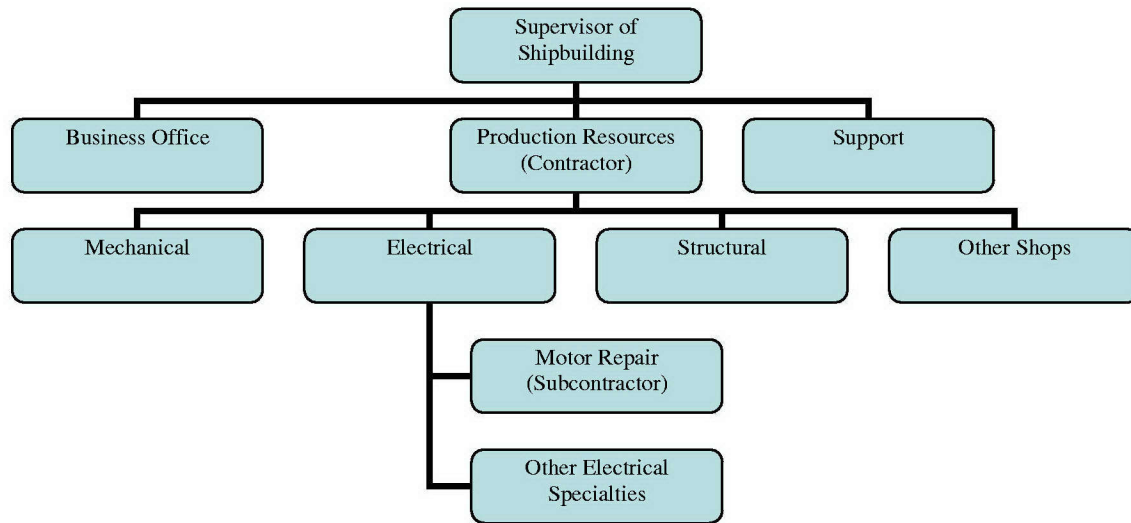 Supervisor of
Shipbuilding
Business Office
Production Resources
(Contractor)
Support
Mechanical
Electrical
Structural
Other Shops
Motor Repair
(Subcontractor)
Other Electrical
Specialties